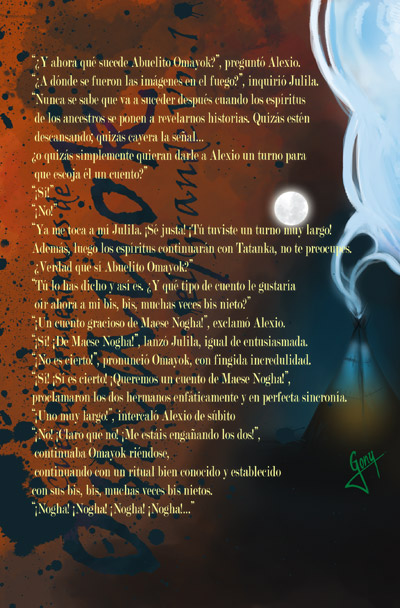 “¿Y ahora qué sucede Abuelito Omayok?”, preguntó Alexio.
“¿A dónde se fueron las imágenes en el fuego?”, inquirió Julila.
“Nunca se sabe que va a suceder después cuando los espíritus
de los ancestros se ponen a revelarnos historias. Quizás estén
descansando; quizás cayera la señal...
¿o quizás simplemente quieran darle a Alexio un turno para
que escoja él un cuento?”
“¡Sí!”
“¡No!”
“Ya me toca a mi Julila. ¡Sé justa! ¡Tú tuviste un turno muy largo!
Además, luego los espíritus continuarán con Tatanka, no te preocupes.
¿Verdad que si Abuelito Omayok?”
“Tú lo has dicho y así es. ¿Y qué tipo de cuento le gustaría
oir ahora a mi bis, bis, muchas veces bis nieto?”
“¡Un cuento gracioso de Maese Nogha!”, exclamó Alexio.
“¡Sí! ¡De Maese Nogha!”, lanzó Julila, igual de entusiasmada.
“¡No es cierto!”, pronunció Omayok, con fingida incredulidad.
“¡Sí! ¡Sí es cierto! ¡Queremos un cuento de Maese Nogha!”,
proclamaron los dos hermanos enfáticamente y en perfecta sincronía.
“¡Uno muy largo!”, intercaló Alexio de súbito
“¡No! ¡Claro que no! ¡Me estáis engañando los dos!”,
continuaba Omayok riéndose,
continuando con un ritual bien conocido y establecido
con sus bis, bis, muchas veces bis nietos.
“¡Nogha! ¡Nogha! ¡Nogha! ¡Nogha!...”
Gony